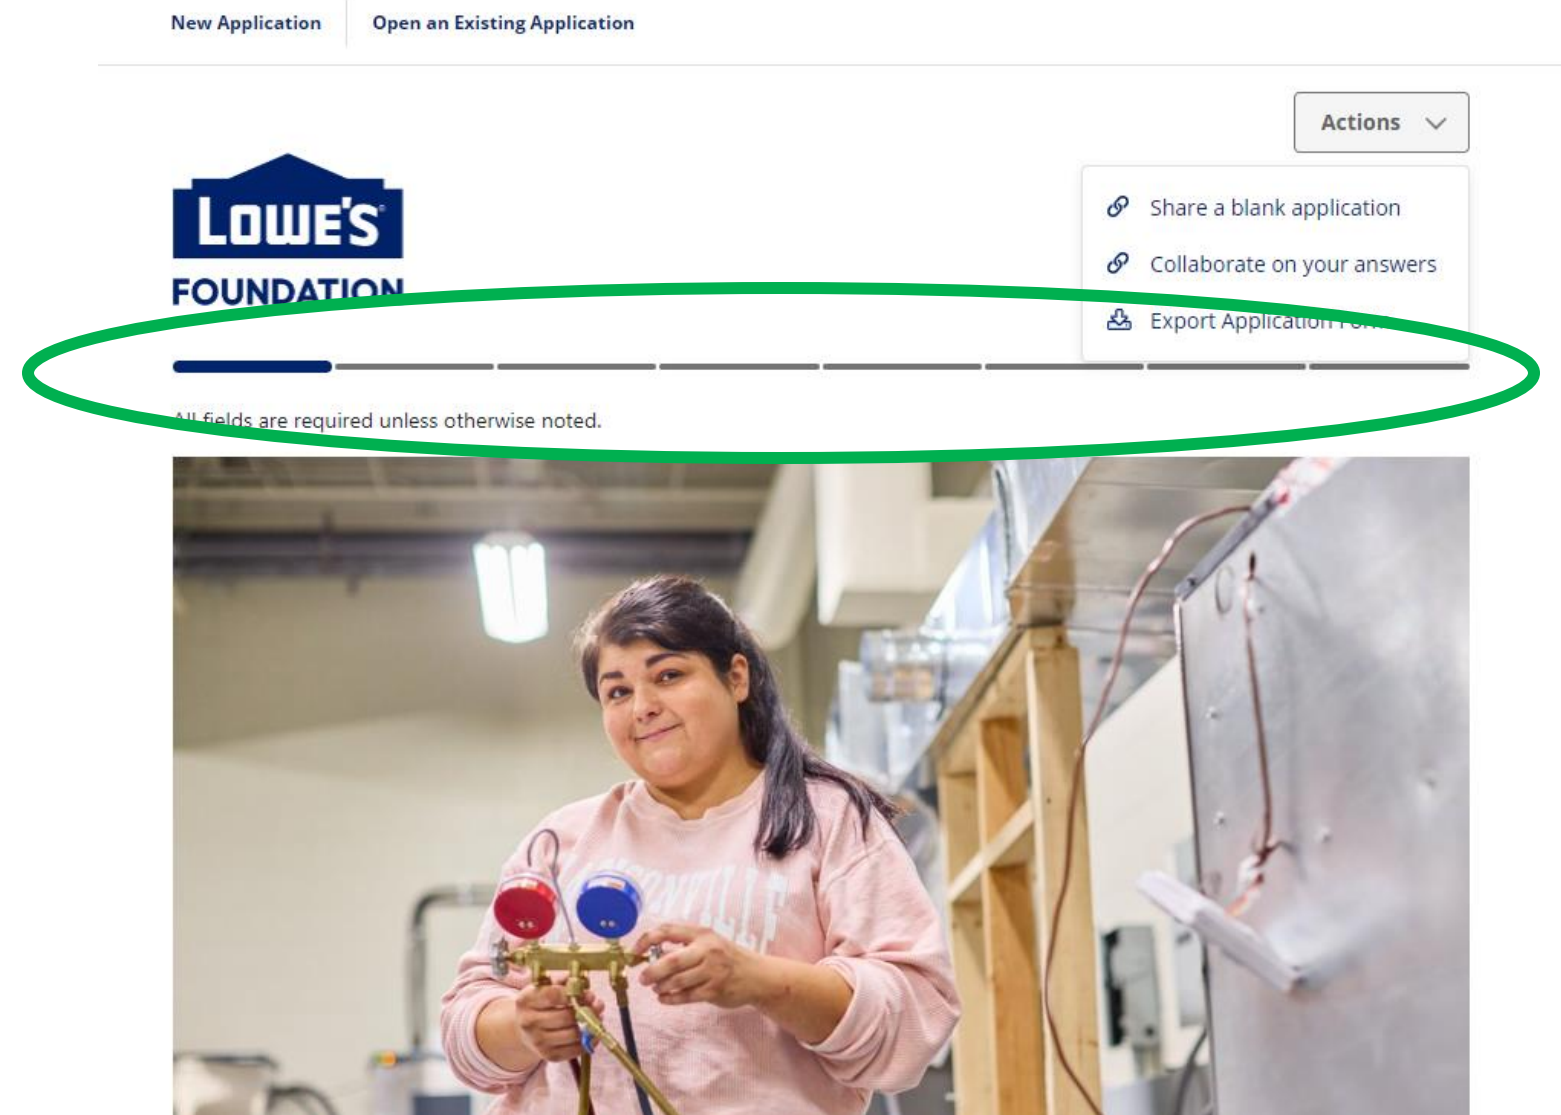 New Application
Open an Existing Application
Actions
Share a blank application
Collaborate on your answers
Export Application Form
LOWE'S
FOUNDATION
All fields are required unless otherwise noted.